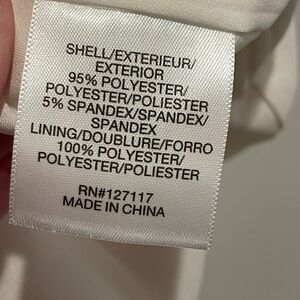 SHELL/EXTERIEUR/
EXTERIOR
95% POLYESTER/
POLYESTER/POLIESTER
5% SPANDEX/SPANDEX/
SPANDEX
LINING/DOUBLURE/FORRO
100% POLYESTER/
POLYESTER/POLIESTER
RN#127117
MADE IN CHINA